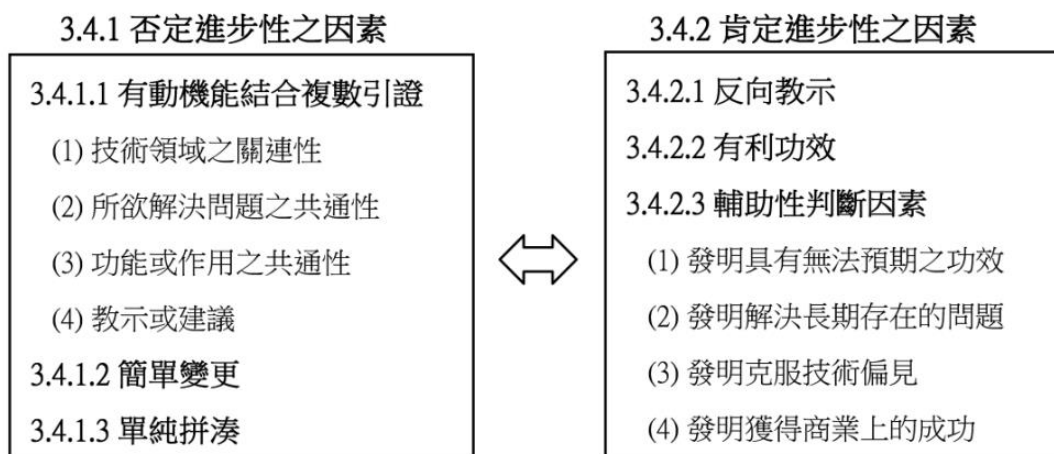 3.4.1 否定進步性之因素
3.4.1.1 有動機能結合複數引證
(1) 技術領域之關連性
(2) 所欲解決問題之共通性
(3) 功能或作用之共通性
(4) 教示或建議
3.4.1.2 簡單變更
3.4.1.3 單純拼湊
3.4.2 肯定進步性之因素
3.4.2.1 反向教示
3.4.2.2 有利功效
3.4.2.3 輔助性判斷因素
(1) 發明具有無法預期之功效
(2) 發明解決長期存在的問題
(3) 發明克服技術偏見
(4) 發明獲得商業上的成功